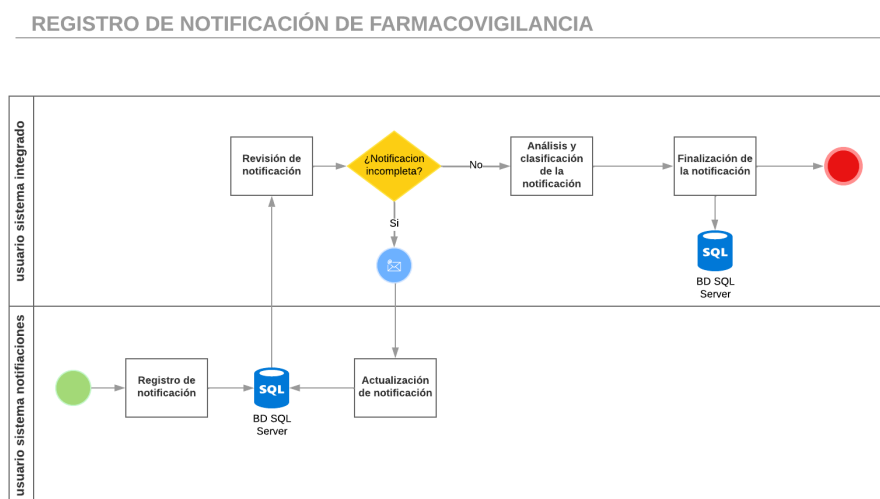 REGISTRO DE NOTIFICACIÓN DE FARMACOVIGILANCIA
usuario sistema integrado
Revisión de
notificación
¿Notificacion
incompleta?
No
Análisis y
clasificación
de la
notificación
Finalización de
la notificación
Si
SQL
BD SQL
Server
usuario sistema notifiaciones
Registro de
notificación
SQL
BD SQL
Server
Actualización
de notificación